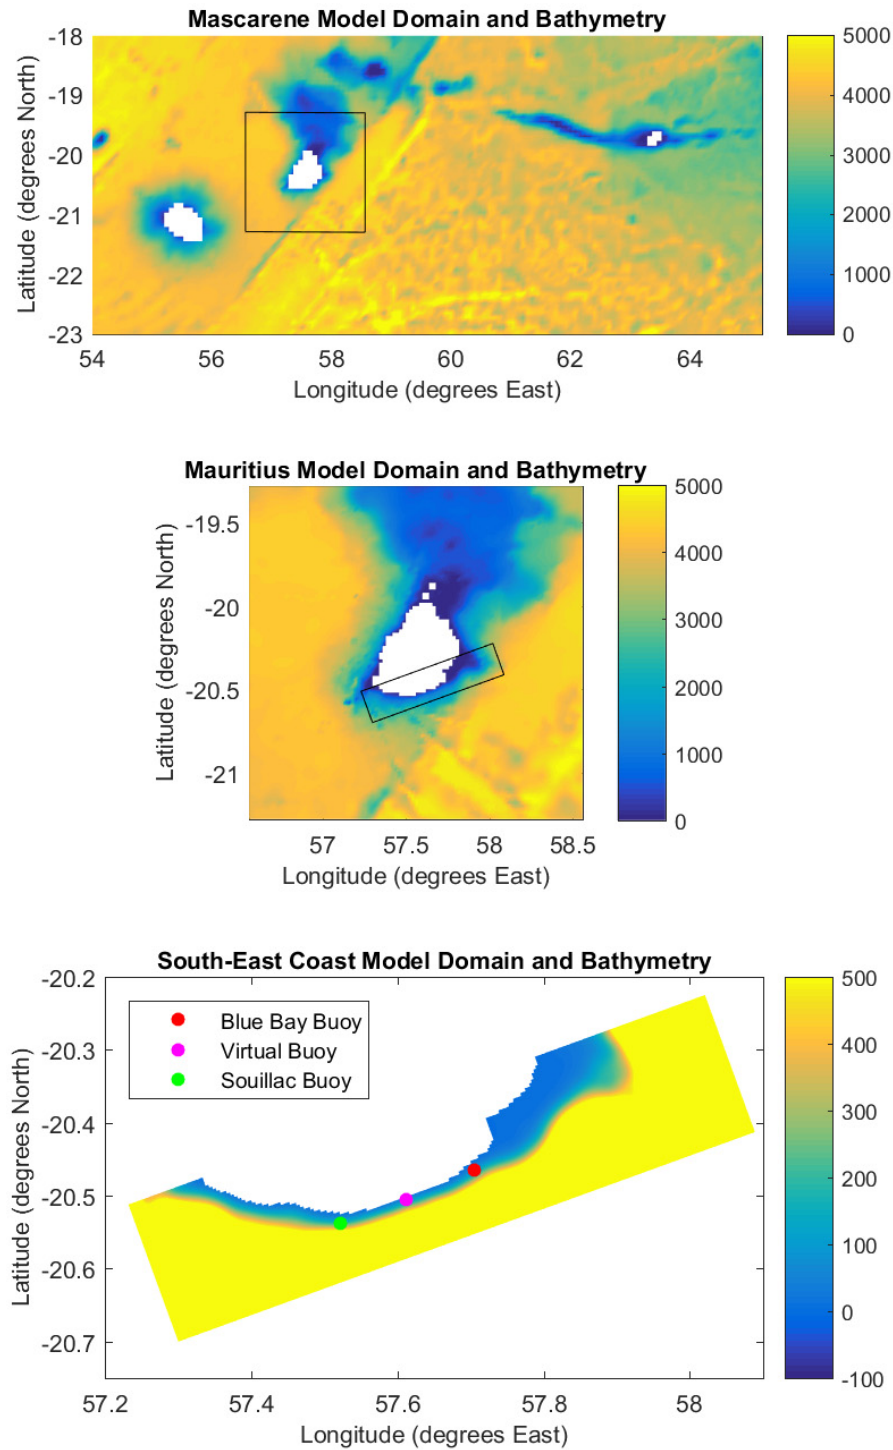 Mascarene Model Domain and Bathymetry
-18
-19
-20
-21
-22
-23
Latitude (degrees North)
54 56 58 60 62 64
Longitude (degrees East)
5000
4000
3000
2000
1000
0
Mauritius Model Domain and Bathymetry
-19.5
-20
-20.5
-21
Latitude (degrees North)
57 57.5 58 58.5
Longitude (degrees East)
5000
4000
3000
2000
1000
0
South-East Coast Model Domain and Bathymetry
-20.2
-20.3
-20.4
-20.5
-20.6
-20.7
Latitude (degrees North)
Blue Bay Buoy
Virtual Buoy
Souillac Buoy
57.2 57.4 57.6 57.8 58
Longitude (degrees East)
500
400
300
200
100
0
-100